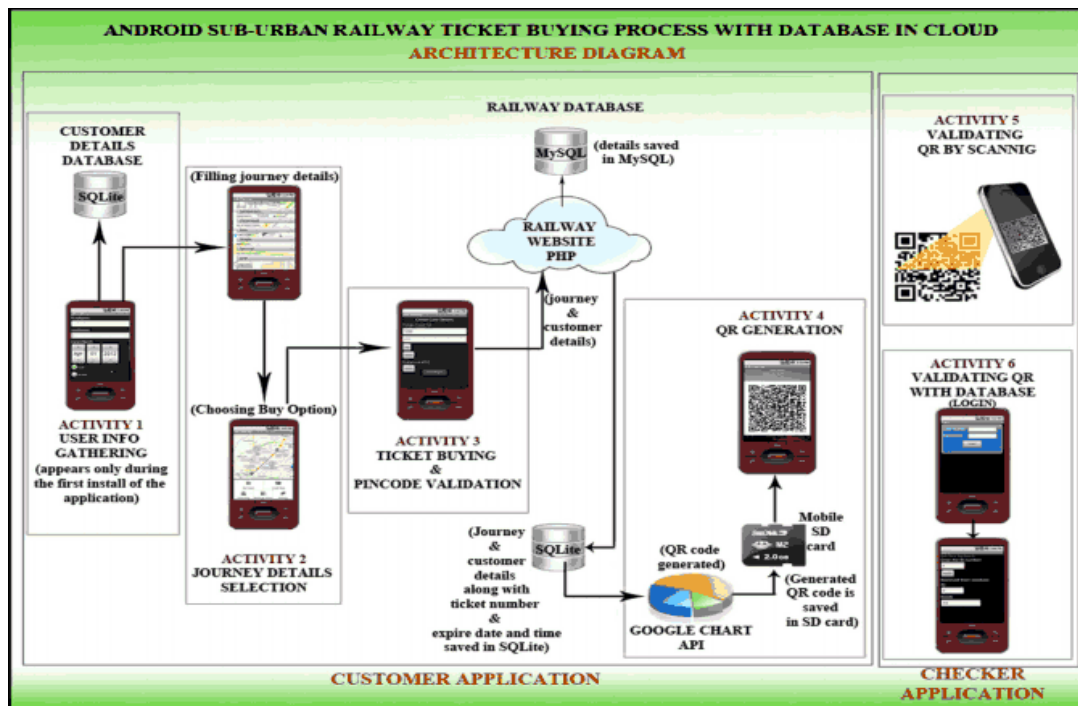 ANDROID SUB-URBAN RAILWAY TICKET BUYING PROCESS WITH DATABASE IN CLOUD
ARCHITECTURE DIAGRAM
CUSTOMER
DETAILS
DATABASE
SQLite
ACTIVITY 1
USER INFO
GATHERING
(appears only during
the first install of the
application)
(Filling journey details)
(Choosing Buy Option)
ACTIVITY 2
JOURNEY DETAILS
SELECTION
ACTIVITY 3
TICKET BUYING
&
PINCODE VALIDATION
RAILWAY DATABASE
MySQL
(details saved
in MySQL)
RAILWAY
WEBSITE
PHP
(journey
&
customer
details)
(Journey
&
customer
details
along with
ticket number
&
expire date and time
saved in SQLite)
SQLite
ACTIVITY 4
QR GENERATION
(QR code
generated)
GOOGLE CHART
API
Mobile
SD
card
M2
2.0GB
(Generated
QR code is
saved
in SD card)
CUSTOMER APPLICATION
ACTIVITY 5
VALIDATING
QR BY SCANNIG
ACTIVITY 6
VALIDATING QR
WITH DATABASE
(LOGIN)
CHECKER
APPLICATION